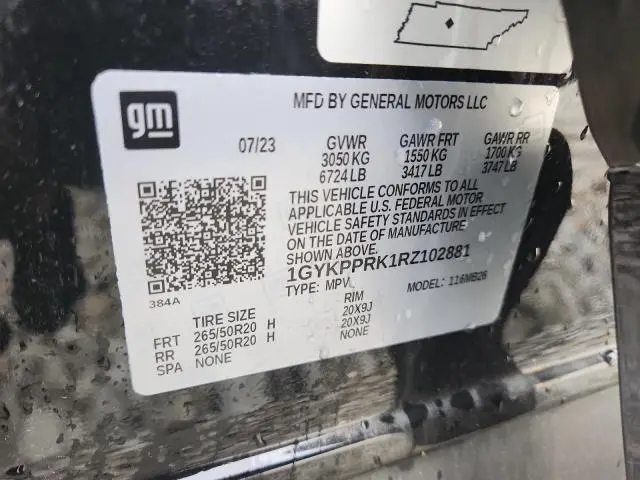 gm
MFD BY GENERAL MOTORS LLC
07/23 GVWR GAWR FRT GAWR RR
3050 KG 1550 KG 1700 KG
6724 LB 3417 LB 3747 LB
THIS VEHICLE CONFORMS TO ALL
APPLICABLE U.S. FEDERAL MOTOR
VEHICLE SAFETY STANDARDS IN EFFECT
ON THE DATE OF MANUFACTURE
SHOWN ABOVE.
1GYKPPRK1RZ102881
TYPE: MPV MODEL: 116MB26
384A
TIRE SIZE RIM
FRT 265/50R20 H 20X9J
RR 265/50R20 H 20X9J
SPA NONE NONE